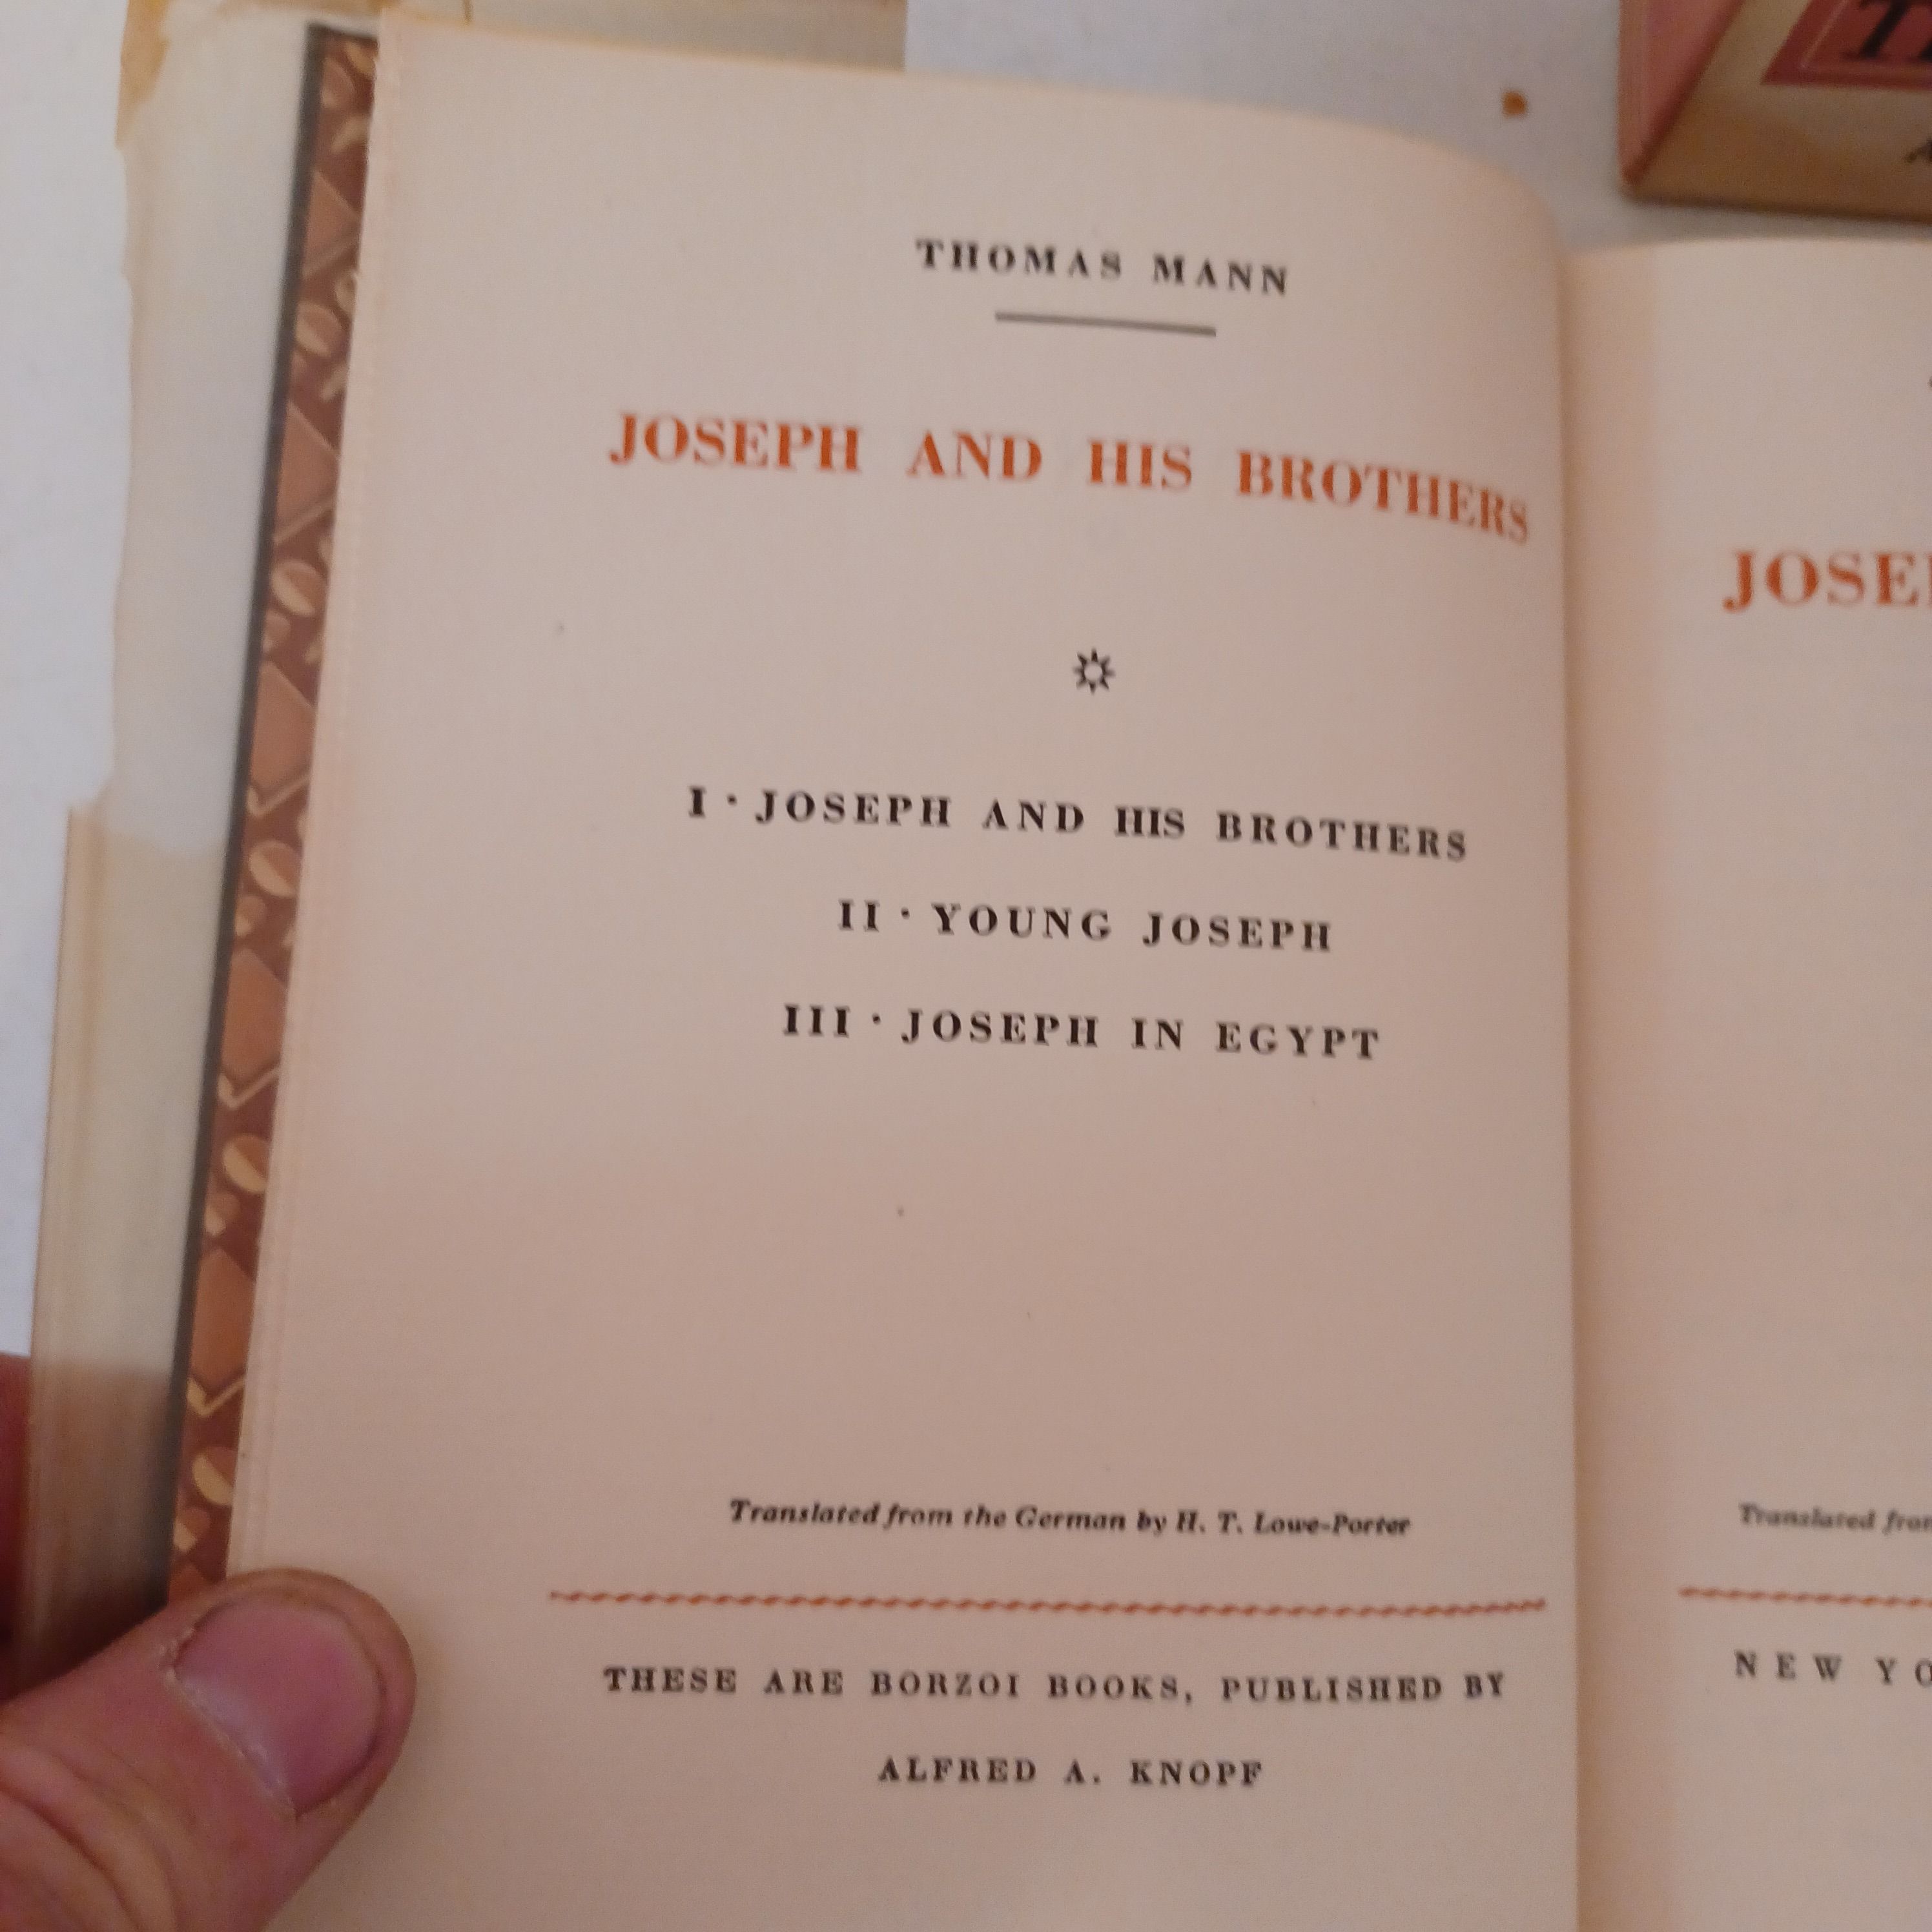 THOMAS MANN
JOSEPH AND HIS BROTHERS
I · JOSEPH AND HIS BROTHERS
II · YOUNG JOSEPH
III · JOSEPH IN EGYPT
Translated from the German by H. T. Lowe-Porter
THESE ARE BORZOI BOOKS, PUBLISHED BY
ALFRED A. KNOPF
JOSE
Translated from
NEW YO